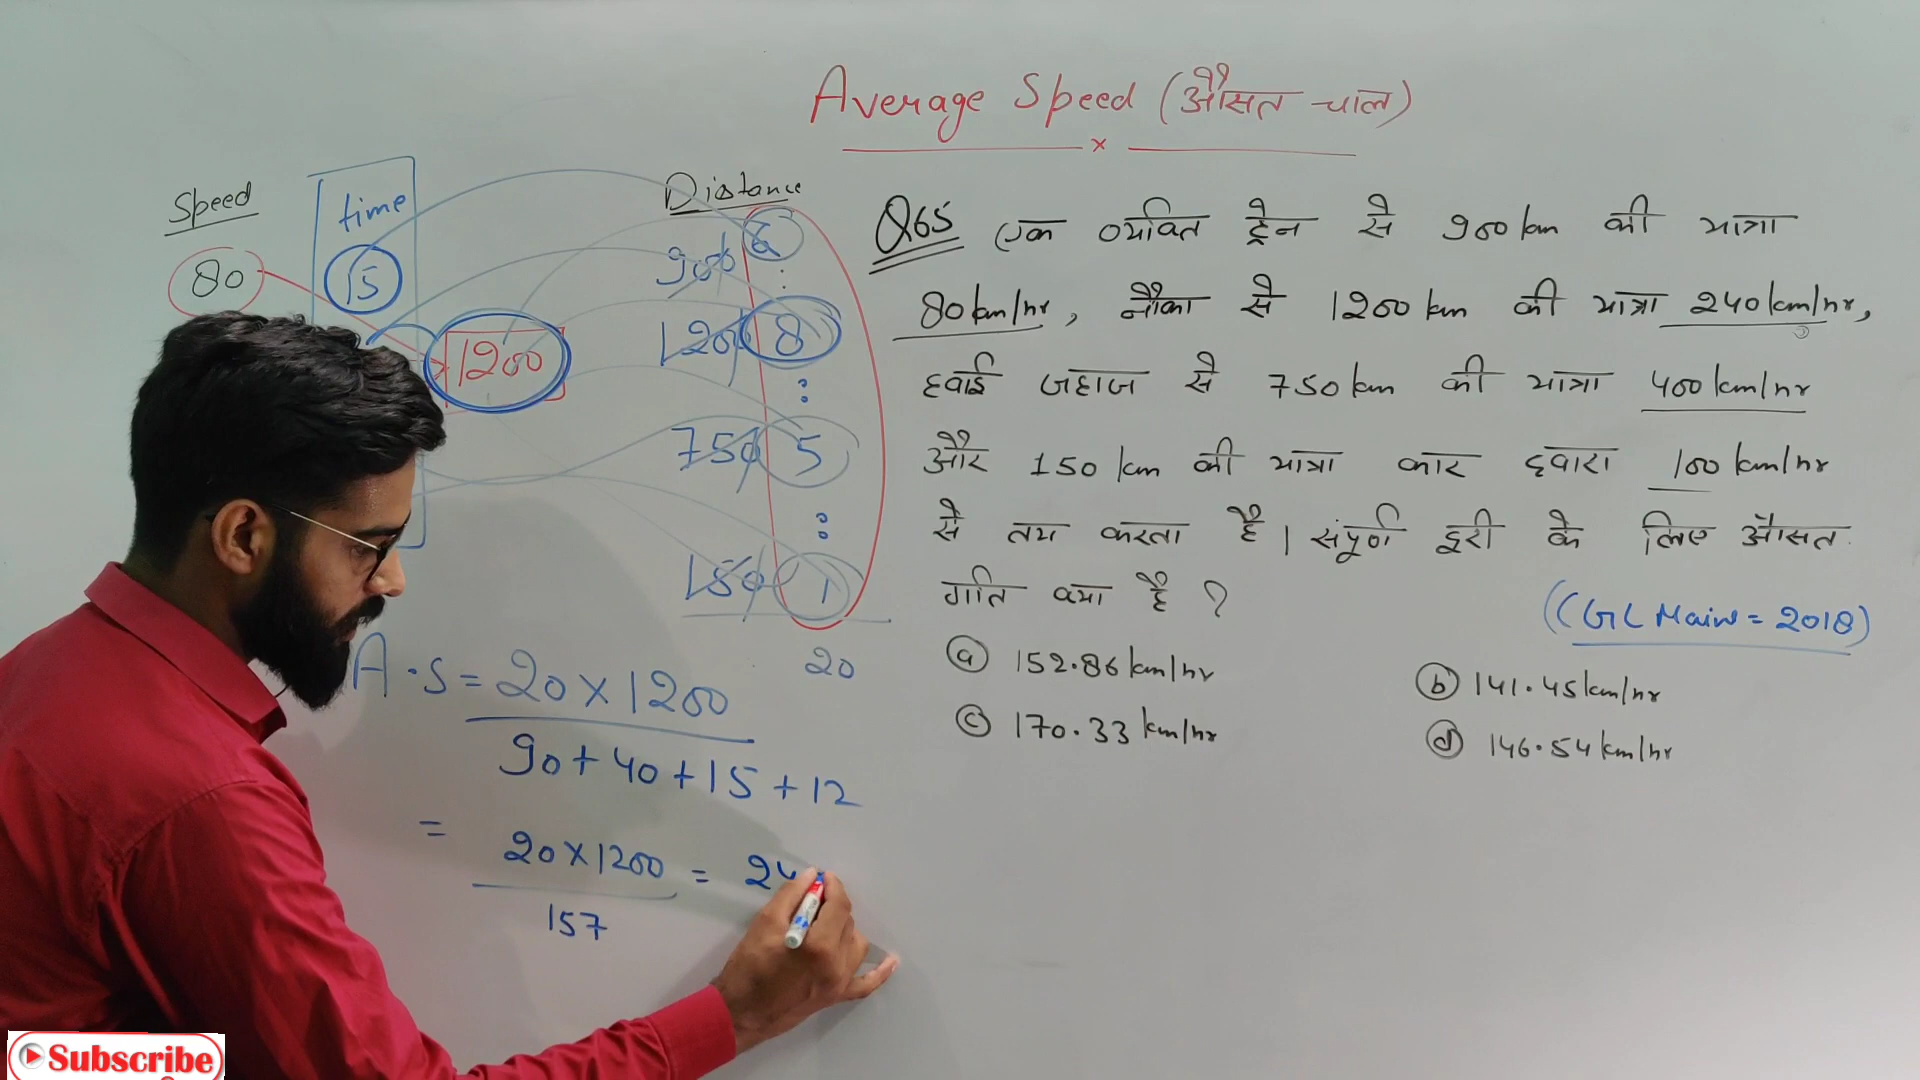 Average Speed (औसत चाल)
x
Speed
time
Distance
80
15
1200
900 6
:
1200 8
:
750 5
:
150 1
20
A.S = 20 x 1200
90 + 40 + 15 + 12
= 20 x 1200 = 24
157
Q65 एक व्यक्ति ट्रेन से 900 km की यात्रा
80 km/hr, नौका से 1200 km की यात्रा 240 km/hr,
हवाई जहाज से 750 km की यात्रा 400 km/hr
और 150 km की यात्रा कार द्वारा 100 km/hr
से तय करता है। संपूर्ण दूरी के लिए औसत
गति क्या है ?
(CGL Main = 2018)
(a) 152.86 km/hr
(b) 141.45 km/hr
(c) 170.33 km/hr
(d) 146.54 km/hr
Subscribe